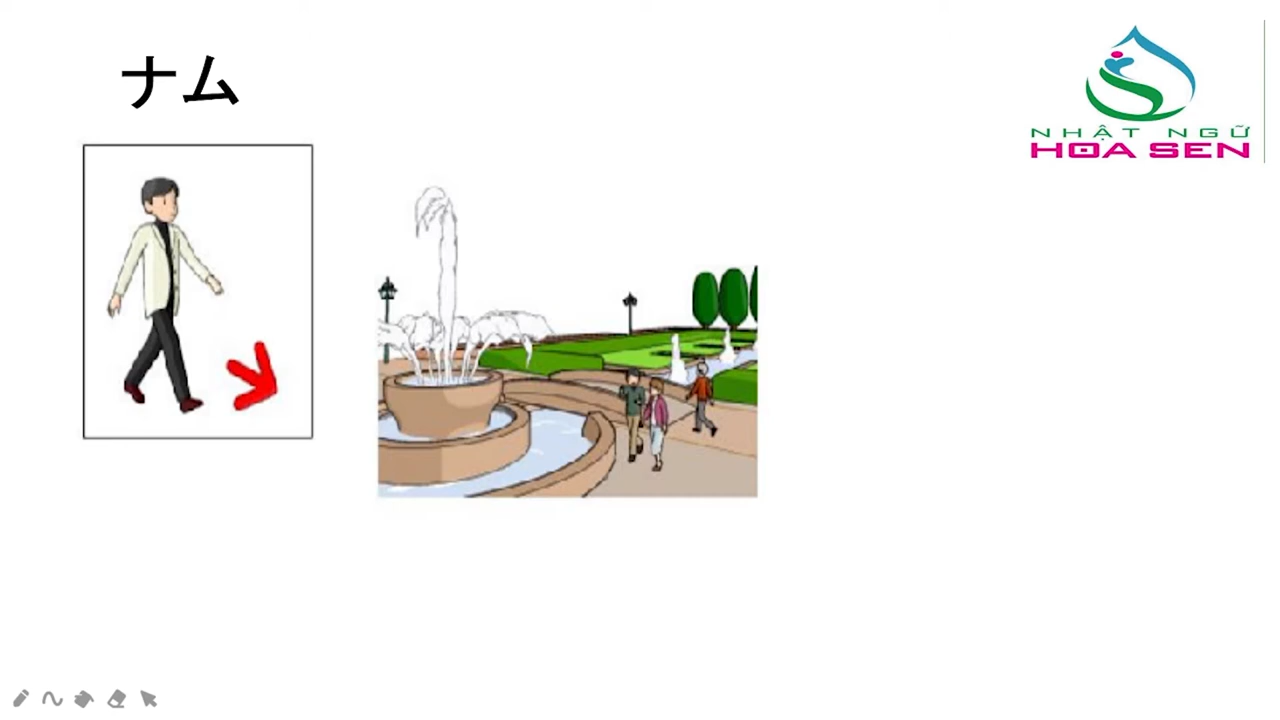 ナム
NHẬT NGỮ
HOA SEN